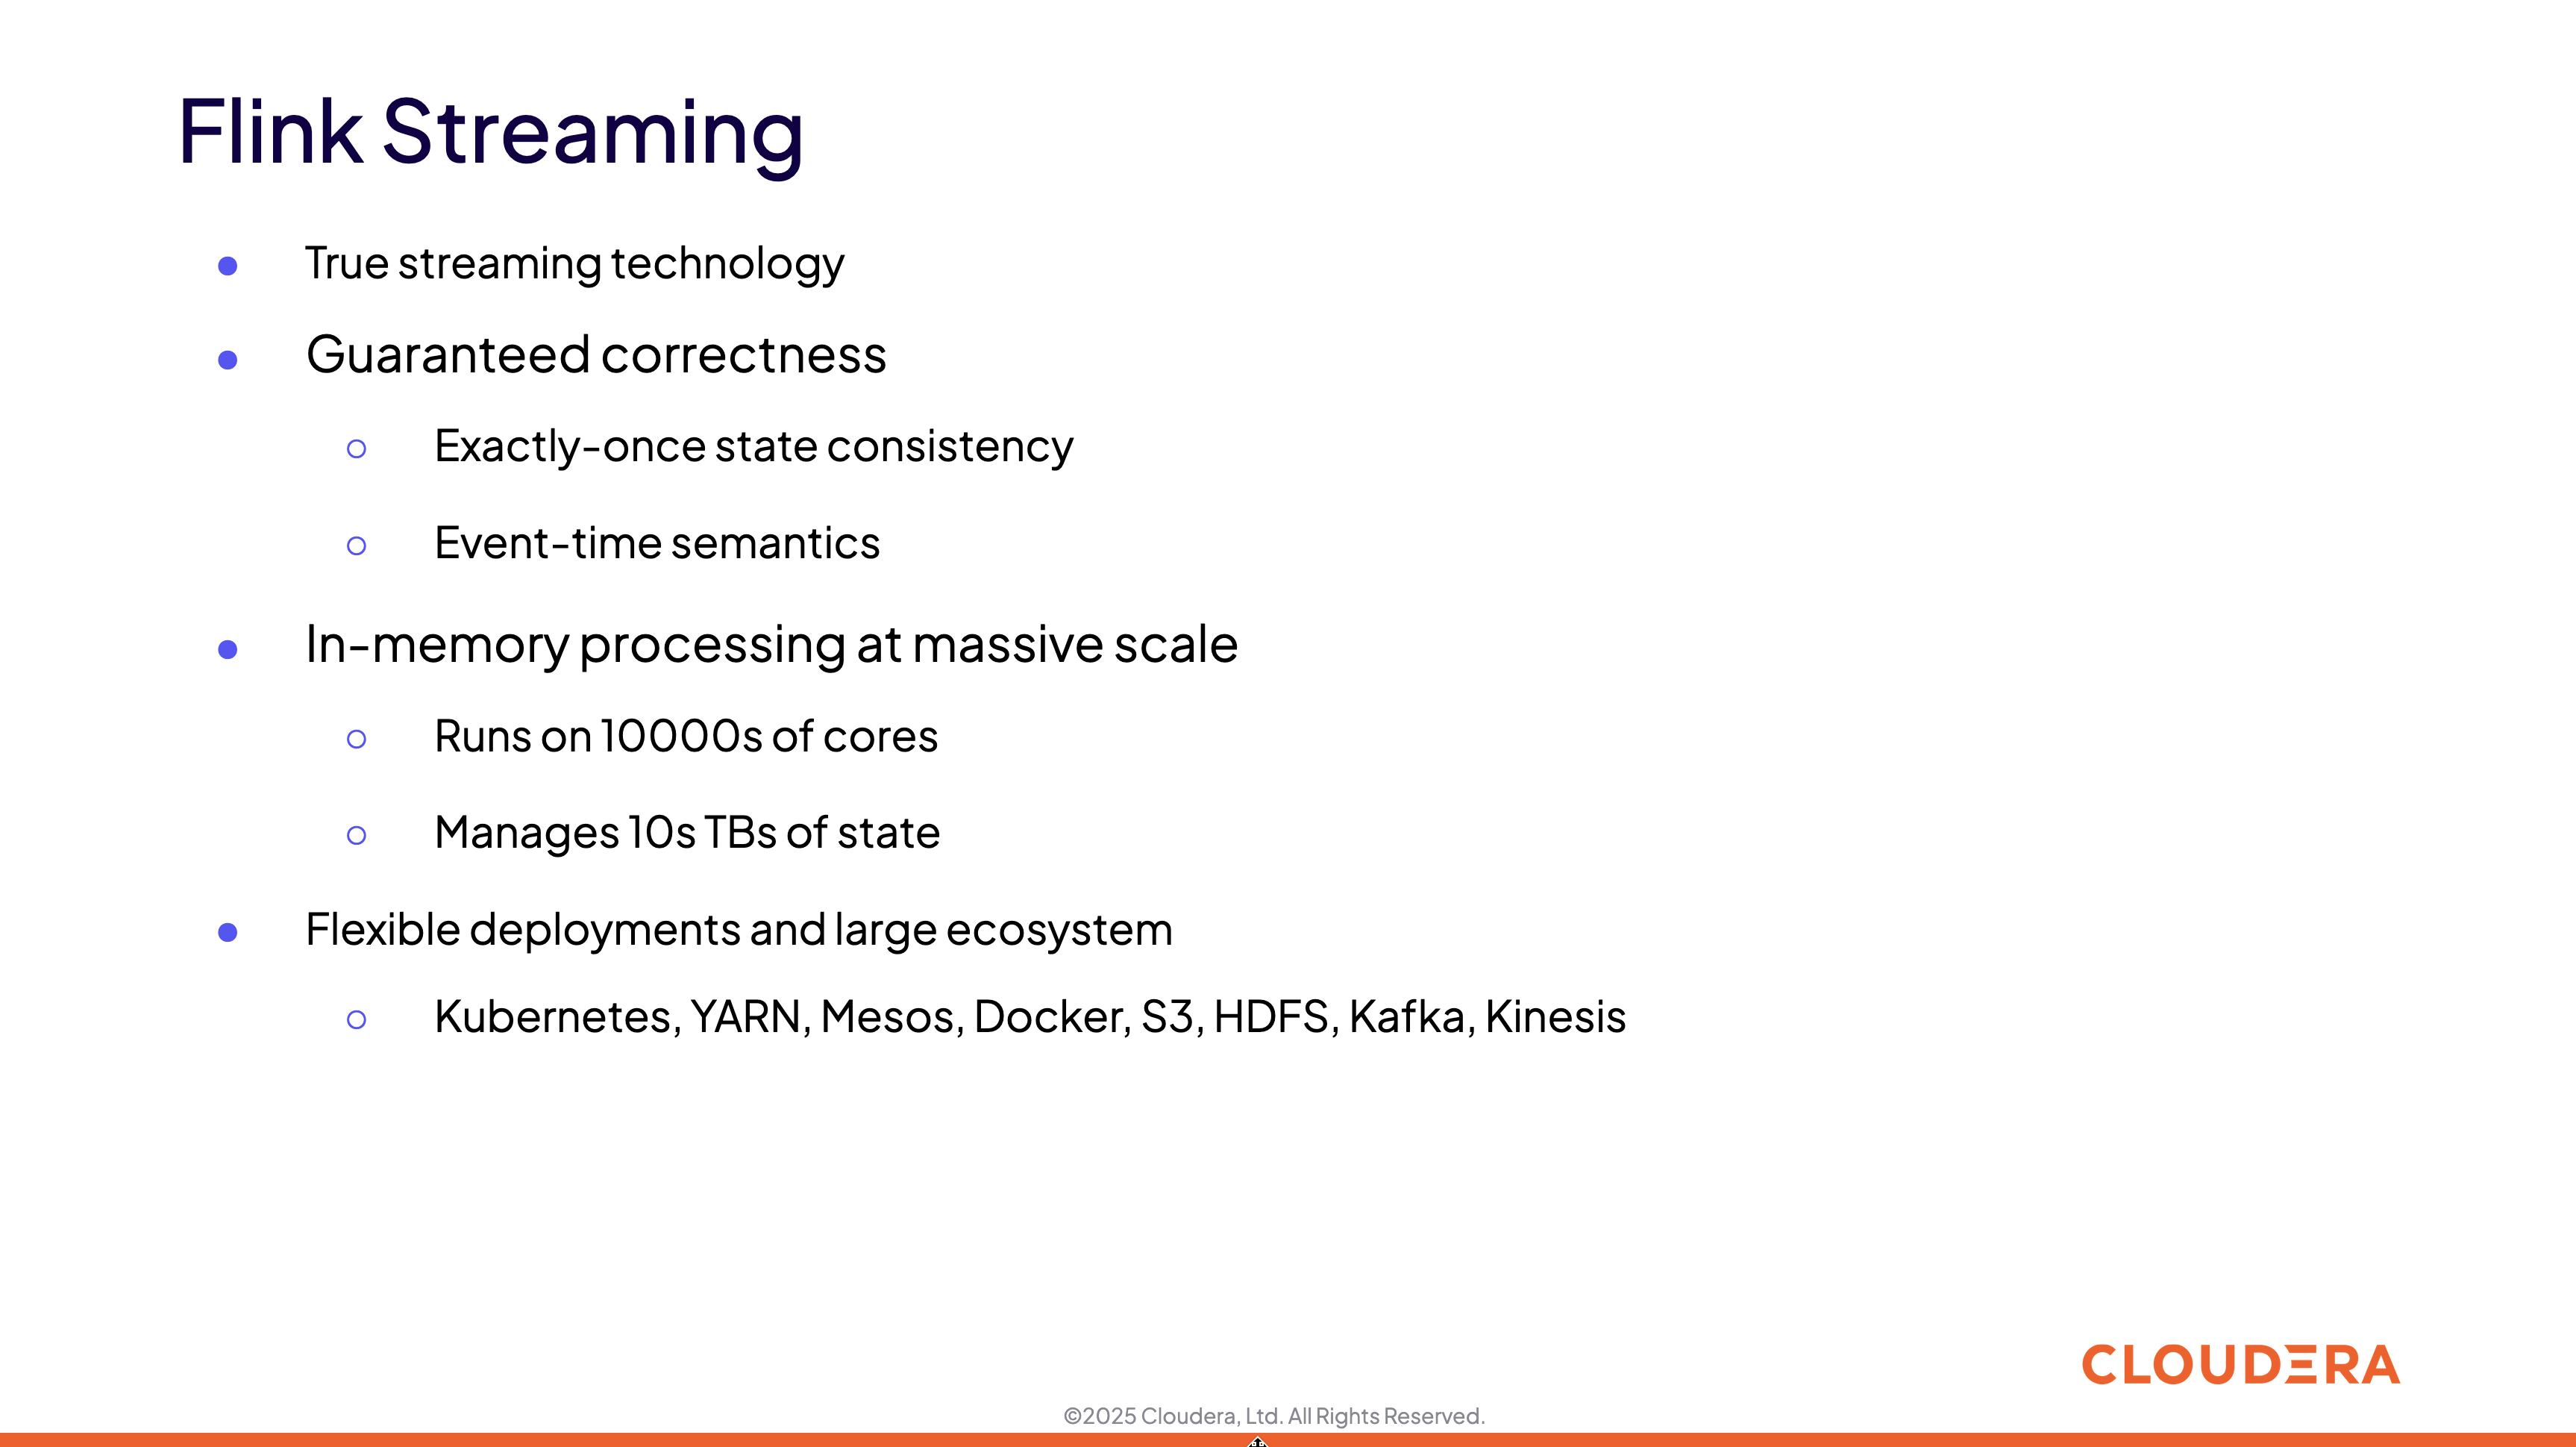 Flink Streaming
True streaming technology
Guaranteed correctness
Exactly-once state consistency
Event-time semantics
In-memory processing at massive scale
Runs on 10000s of cores
Manages 10s TBs of state
Flexible deployments and large ecosystem
Kubernetes, YARN, Mesos, Docker, S3, HDFS, Kafka, Kinesis
CLOUDERA
©2025 Cloudera, Ltd. All Rights Reserved.